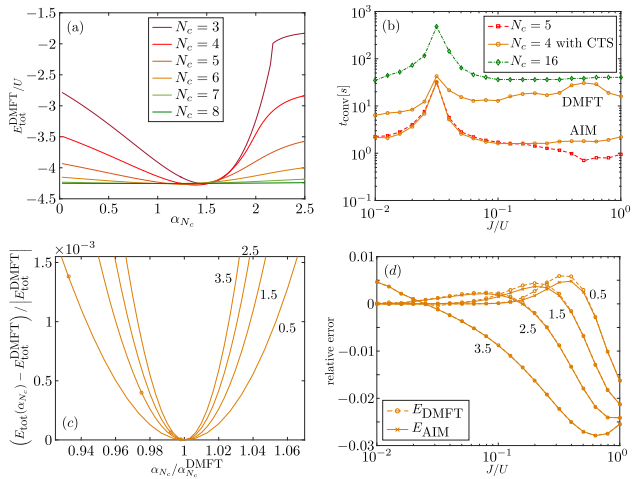 (a)
N_c = 3
N_c = 4
N_c = 5
N_c = 6
N_c = 7
N_c = 8
-1.5
-2
-2.5
-3
-3.5
-4
-4.5
0
0.5
1
1.5
2
2.5
E_tot^DMFT/U
α_{N_c}
(b)
N_c = 5
N_c = 4 with CTS
N_c = 16
DMFT
AIM
10^3
10^2
10^1
10^0
10^-1
10^-2
10^-1
10^0
t_conv[s]
J/U
×10^-3
1.5
1
0.5
0
2.5
3.5
1.5
0.5
(c)
0.94
0.96
0.98
1
1.02
1.04
1.06
(E_tot(α_{N_c}) − E_tot^DMFT) / |E_tot^DMFT|
α_{N_c}/α_{N_c}^DMFT
(d)
0.01
0.005
0
-0.01
-0.02
-0.03
0.5
1.5
2.5
3.5
E_DMFT
E_AIM
10^-2
10^-1
10^0
relative error
J/U